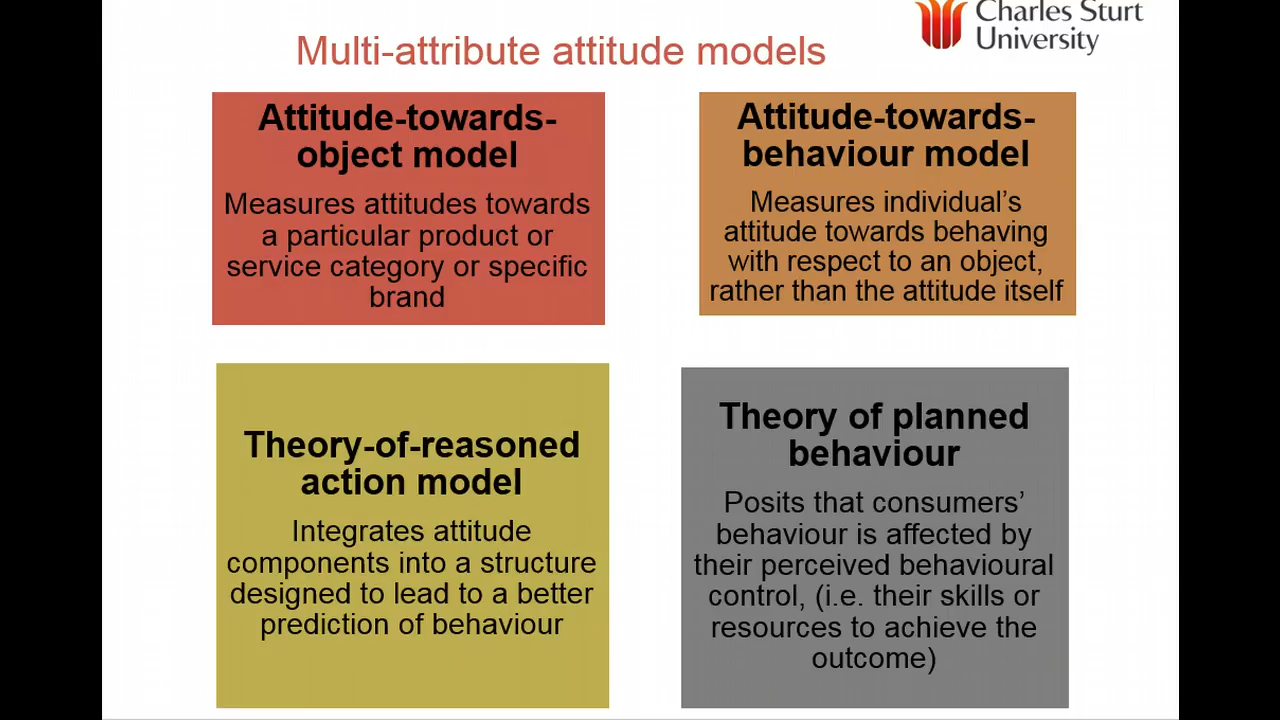 Charles Sturt
University
Multi-attribute attitude models
Attitude-towards-
object model
Measures attitudes towards
a particular product or
service category or specific
brand
Attitude-towards-
behaviour model
Measures individual's
attitude towards behaving
with respect to an object,
rather than the attitude itself
Theory-of-reasoned
action model
Integrates attitude
components into a structure
designed to lead to a better
prediction of behaviour
Theory of planned
behaviour
Posits that consumers'
behaviour is affected by
their perceived behavioural
control, (i.e. their skills or
resources to achieve the
outcome)